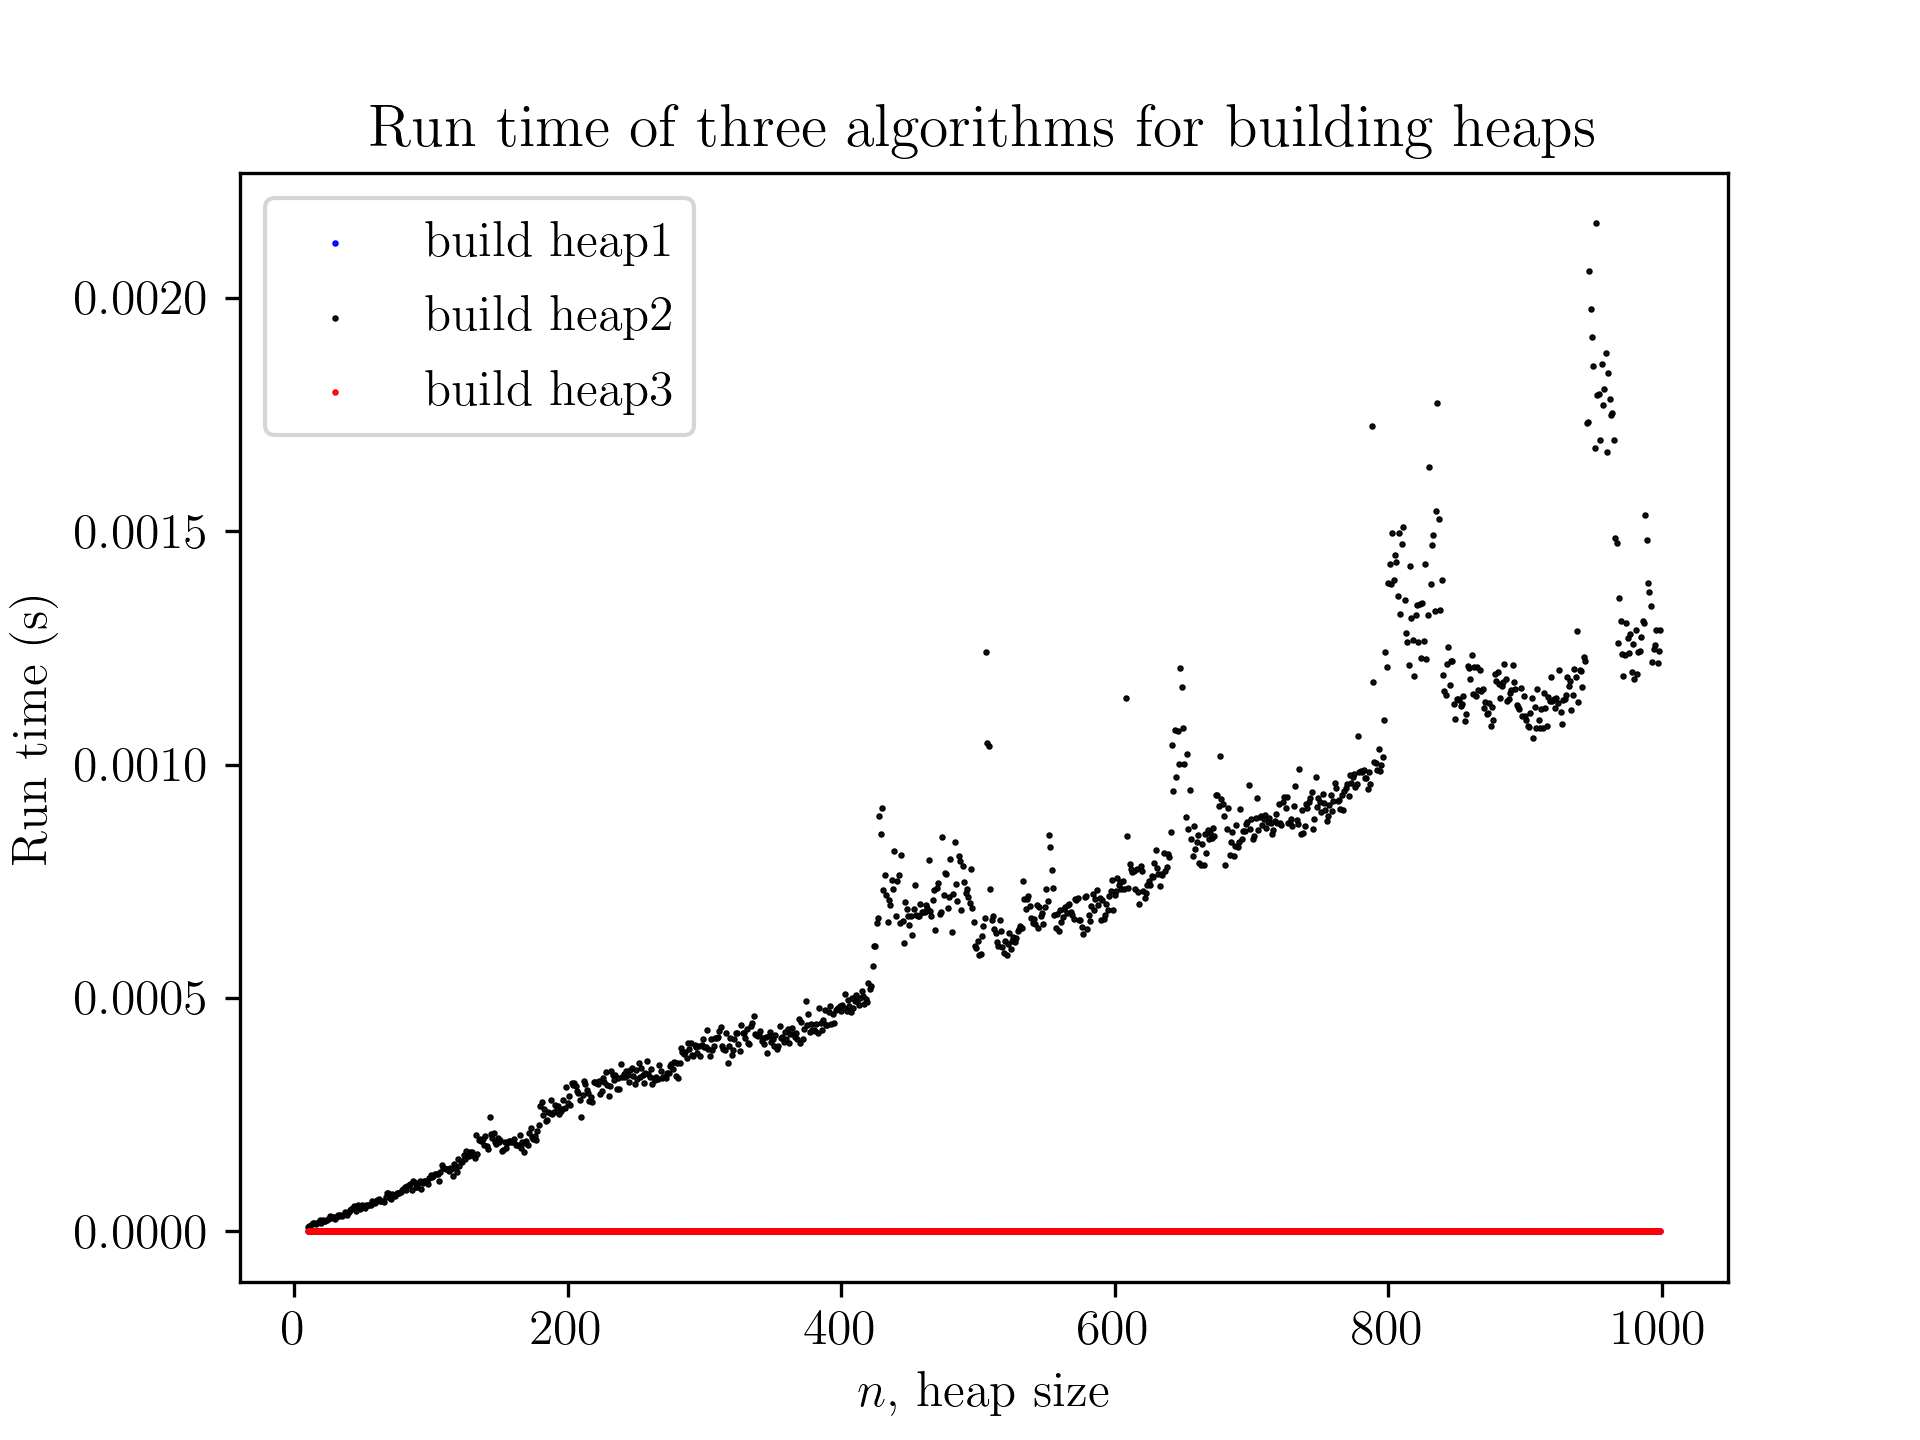 Run time of three algorithms for building heaps
build heap1
build heap2
build heap3
0.0020
0.0015
0.0010
0.0005
0.0000
Run time (s)
0 200 400 600 800 1000
n, heap size